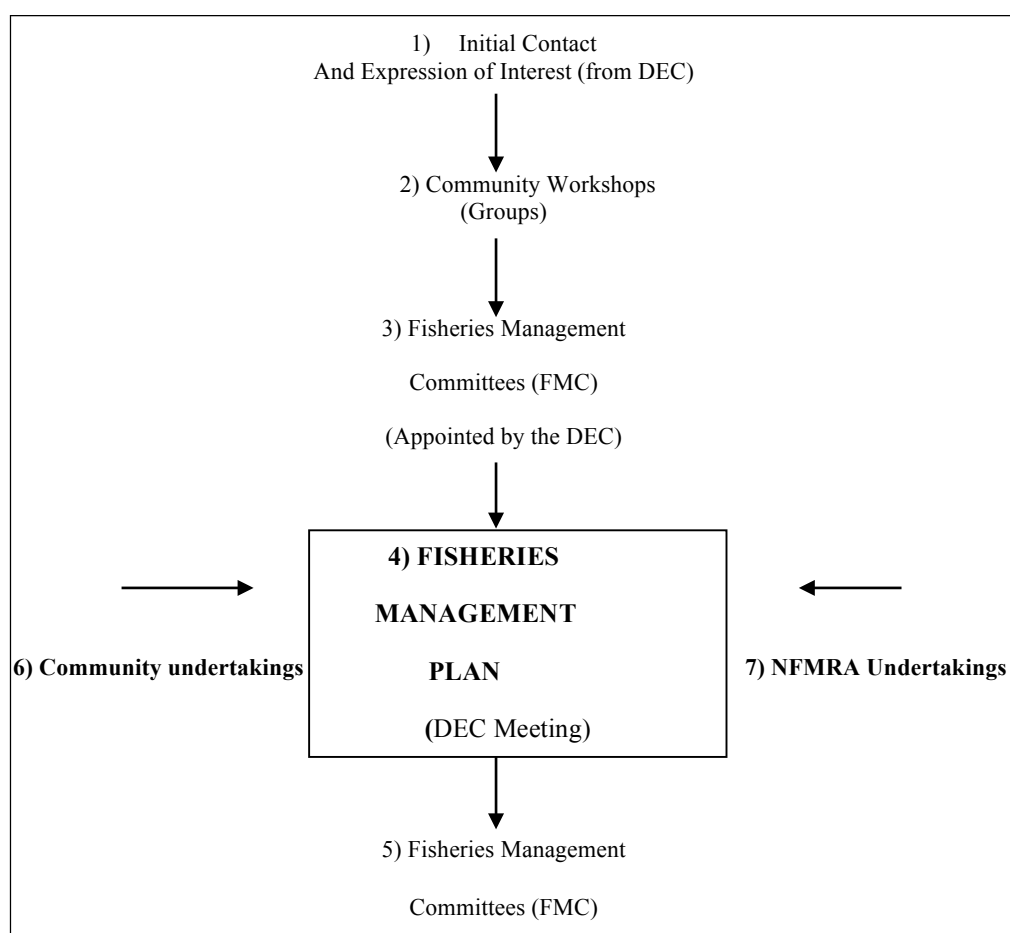 1) Initial Contact
And Expression of Interest (from DEC)
2) Community Workshops
(Groups)
3) Fisheries Management
Committees (FMC)
(Appointed by the DEC)
4) FISHERIES
MANAGEMENT
PLAN
(DEC Meeting)
6) Community undertakings
7) NFMRA Undertakings
5) Fisheries Management
Committees (FMC)